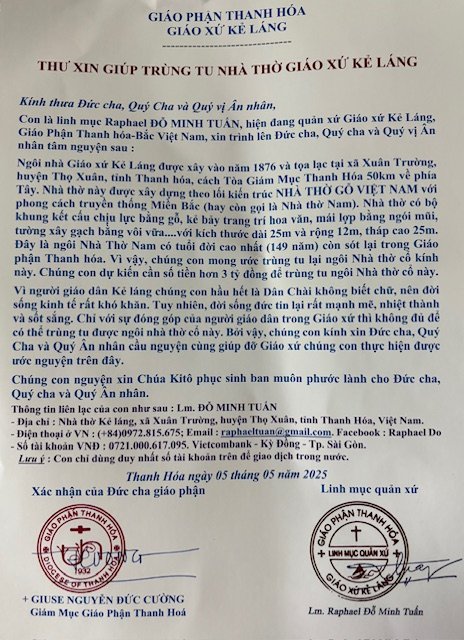 GIÁO PHẬN THANH HÓA
GIÁO XỨ KẺ LÁNG
THƯ XIN GIÚP TRÙNG TU NHÀ THỜ GIÁO XỨ KẺ LÁNG
Kính thưa Đức cha, Quý Cha và Quý vị Ân nhân,
Con là linh mục Raphael ĐỖ MINH TUẤN, hiện đang quản xứ Giáo xứ Kẻ Láng,
Giáo Phận Thanh hóa-Bắc Việt Nam, xin trình lên Đức cha, Quý cha và Quý vị Ân
nhân tâm nguyện sau :
Ngôi nhà Giáo xứ Kẻ Láng được xây vào năm 1876 và tọa lạc tại xã Xuân Trường,
huyện Thọ Xuân, tỉnh Thanh hóa, cách Tòa Giám Mục Thanh Hóa 50km về phía
Tây. Nhà thờ này được xây dựng theo lối kiến trúc NHÀ THỜ GỖ VIỆT NAM với
phong cách truyền thống Miền Bắc (hay còn gọi là Nhà thờ Nam). Nhà thờ có bộ
khung kết cấu chịu lực bằng gỗ, kẻ bảy trang trí hoa văn, mái lợp bằng ngói mũi,
tường xây gạch bằng vôi vữa....với kích thước dài 25m và rộng 12m, tháp cao 25m.
Đây là ngôi Nhà Thờ Nam có tuổi đời cao nhất (149 năm) còn sót lại trong Giáo
phận Thanh hóa. Vì vậy, chúng con mong ước trùng tu lại ngôi Nhà thờ cổ kính
này. Chúng con dự kiến cần số tiền hơn 3 tỷ đồng để trùng tu ngôi Nhà thờ cổ này.
Vì người giáo dân Kẻ láng chúng con hầu hết là Dân Chài không biết chữ, nên đời
sống kinh tế rất khó khăn. Tuy nhiên, đời sống đức tin lại rất mạnh mẽ, nhiệt thành
và sốt sắng. Chỉ với sự đóng góp của người giáo dân trong Giáo xứ thì không đủ để
có thể trùng tu được ngôi nhà thờ cổ này. Bởi vậy, chúng con kính xin Đức cha, Quý
Cha và Quý Ân nhân cầu nguyện cùng giúp đỡ Giáo xứ chúng con thực hiện được
ước nguyện trên đây.
Chúng con nguyện xin Chúa Kitô phục sinh ban muôn phước lành cho Đức cha,
Quý cha và Quý Ân nhân.
Thông tin liên lạc của con như sau : Lm. ĐỖ MINH TUẤN
- Địa chỉ : Nhà thờ Kẻ láng, xã Xuân Trường, huyện Thọ Xuân, tỉnh Thanh Hóa, Việt Nam.
- Điện thoại ở VN : (+84)0972.815.675; Email : raphaeltuan@gmail.com. Facebook : Raphael Do
- Số tài khoản VNĐ : 0721.000.617.095. Vietcombank - Kỳ Đồng - Tp. Sài Gòn.
Lưu ý : Con chỉ dùng duy nhất số tài khoản trên để giao dịch trong nước.
Thanh Hóa ngày 05 tháng 05 năm 2025
Xác nhận của Đức cha giáo phận
Linh mục quản xứ
GIÁO PHẬN THANH HÓA
1932
DIOCESE OF THANH HOA
GIÁO PHẬN THANH HÓA
LINH MỤC QUẢN XỨ
GIÁO XỨ KẺ LÁNG
+ GIUSE NGUYỄN ĐỨC CƯỜNG
Giám Mục Giáo Phận Thanh Hoá
Lm. Raphael Đỗ Minh Tuấn